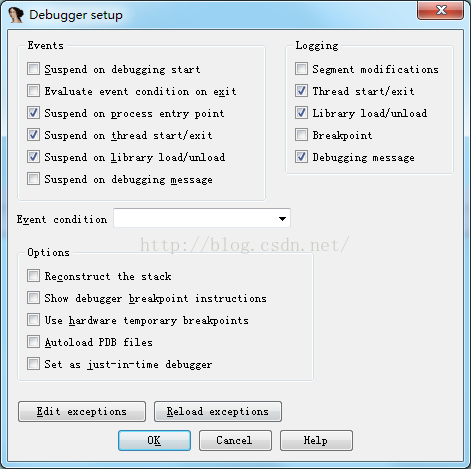 Debugger setup
Events
Suspend on debugging start
Evaluate event condition on exit
Suspend on process entry point
Suspend on thread start/exit
Suspend on library load/unload
Suspend on debugging message
Logging
Segment modifications
Thread start/exit
Library load/unload
Breakpoint
Debugging message
Event condition
http://blog.csdn.net/
Options
Reconstruct the stack
Show debugger breakpoint instructions
Use hardware temporary breakpoints
Autoload PDB files
Set as just-in-time debugger
Edit exceptions
Reload exceptions
OK
Cancel
Help